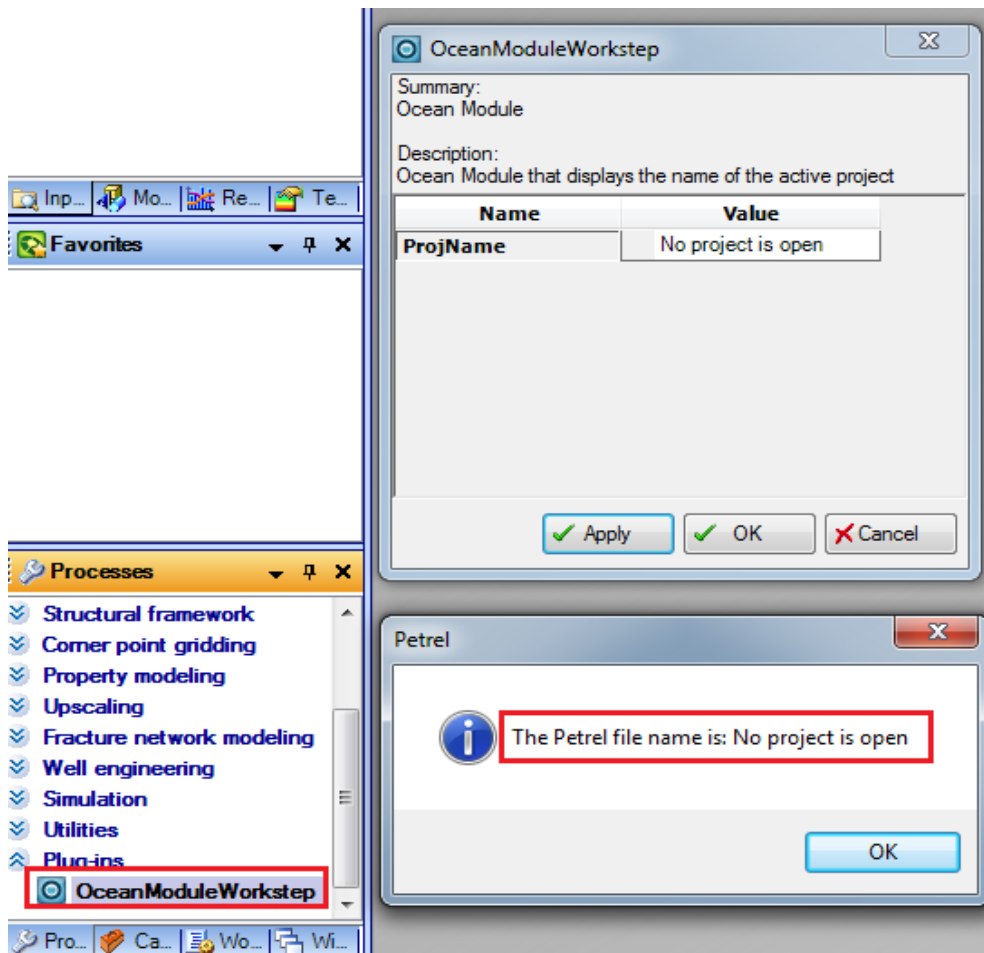 Inp... Mo... Re... Te...
Favorites
Processes
Structural framework
Corner point gridding
Property modeling
Upscaling
Fracture network modeling
Well engineering
Simulation
Utilities
Plug-ins
OceanModuleWorkstep
Pro... Ca... Wo... Wi...
OceanModuleWorkstep
Summary:
Ocean Module
Description:
Ocean Module that displays the name of the active project
Name Value
ProjName No project is open
Apply OK Cancel
Petrel
The Petrel file name is: No project is open
OK